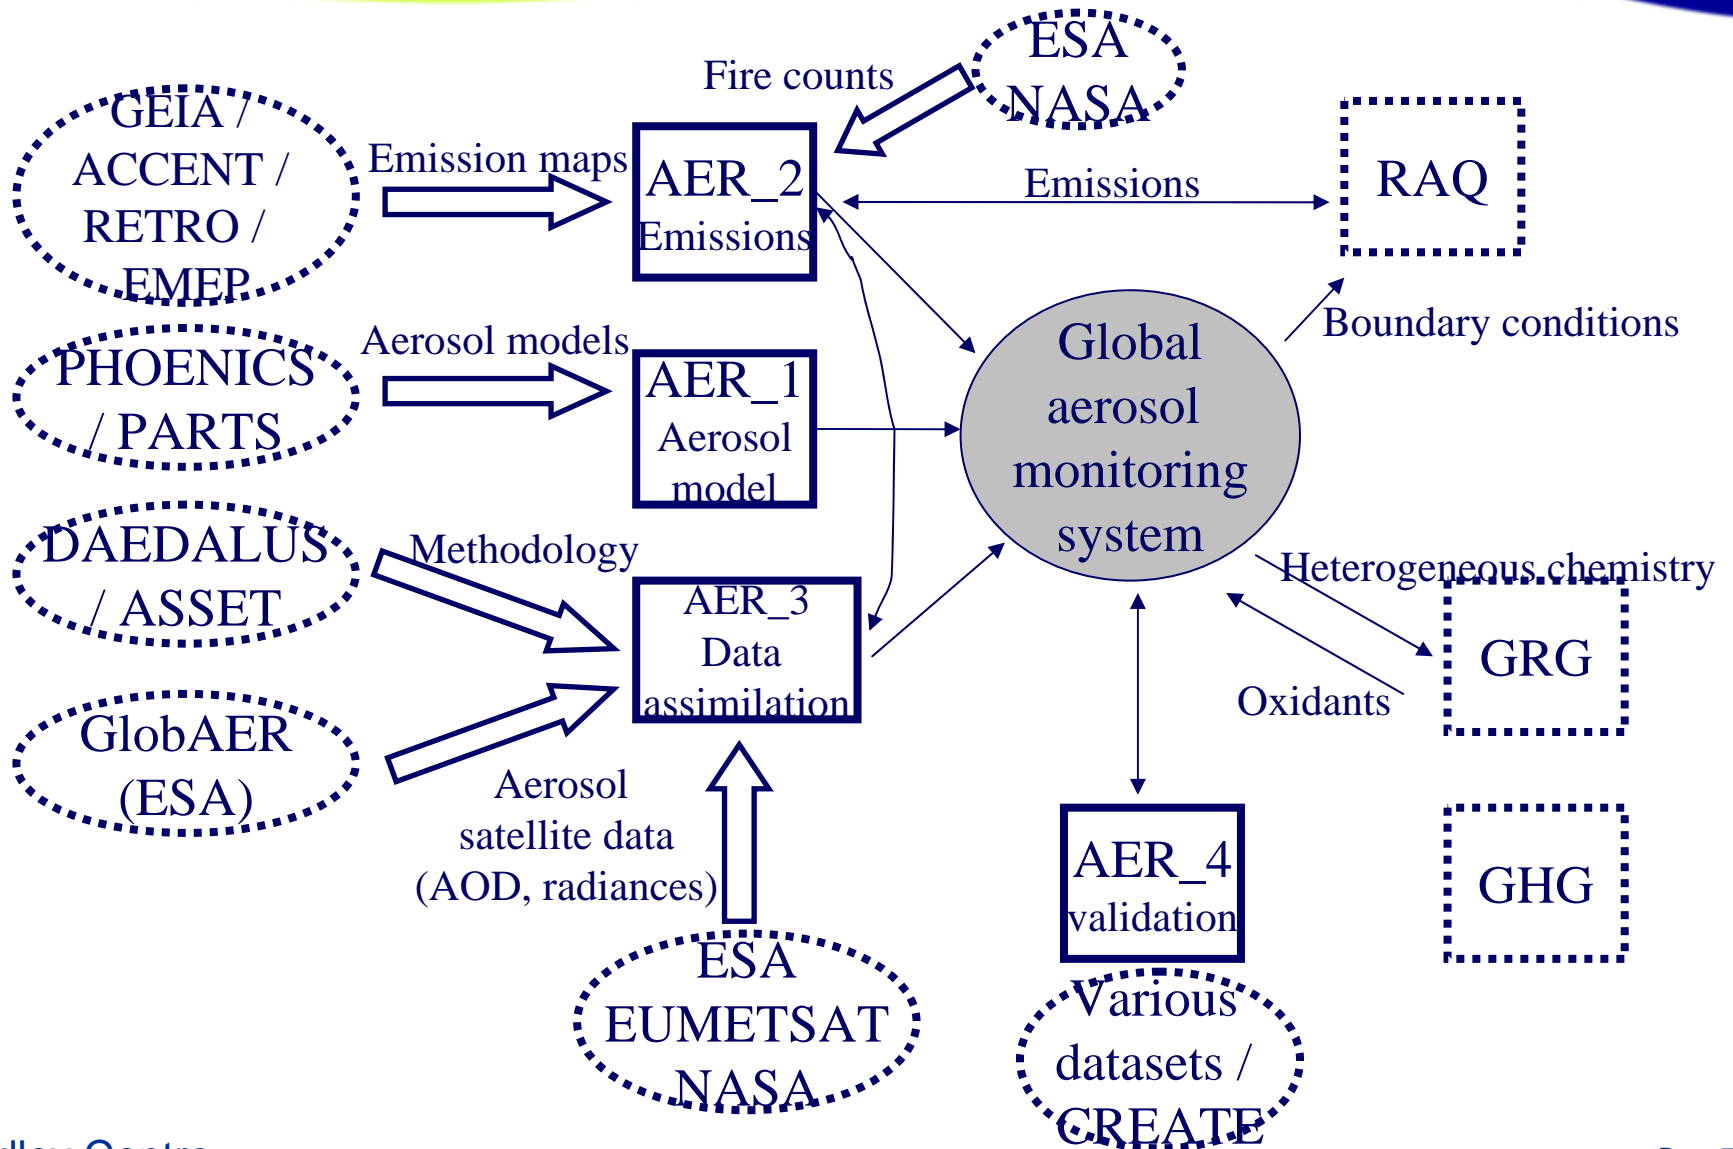 ESA
NASA
Fire counts
GEIA /
ACCENT /
RETRO /
EMEP
Emission maps
AER_2
Emissions
Emissions
RAQ
Boundary conditions
PHOENICS
/ PARTS
Aerosol models
AER_1
Aerosol
model
Global
aerosol
monitoring
system
DAEDALUS
/ ASSET
Methodology
AER_3
Data
assimilation
Heterogeneous chemistry
GRG
Oxidants
GlobAER
(ESA)
Aerosol
satellite data
(AOD, radiances)
AER_4
validation
GHG
ESA
EUMETSAT
NASA
Various
datasets /
CREATE
Centre